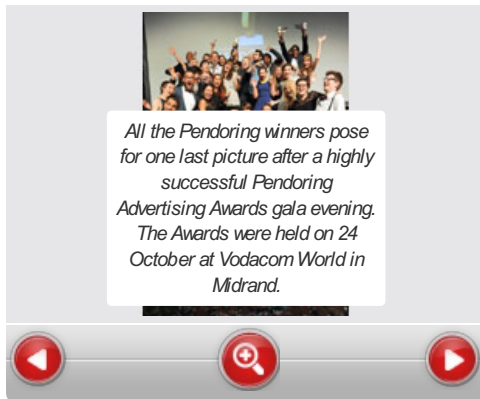 All the Pendoring winners pose
for one last picture after a highly
successful Pendoring
Advertising Awards gala evening.
The Awards were held on 24
October at Vodacom World in
Midrand.